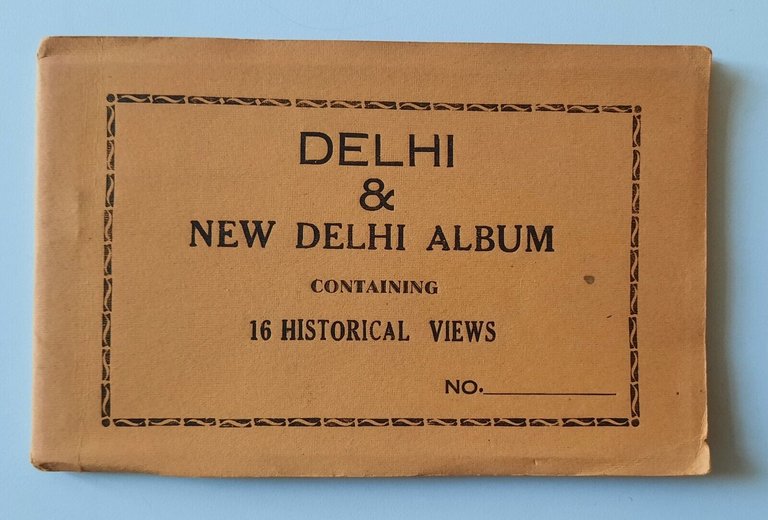 DELHI
&
NEW DELHI ALBUM
CONTAINING
16 HISTORICAL VIEWS
NO.